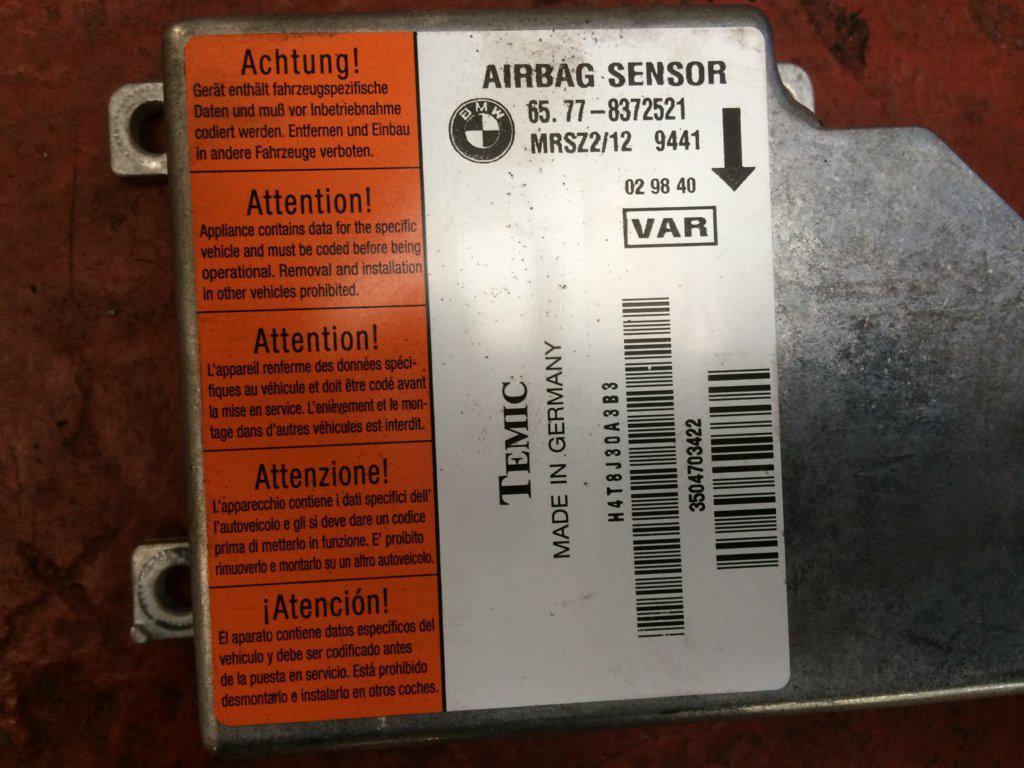 Achtung!
Gerät enthält fahrzeugspezifische
Daten und muß vor Inbetriebnahme
codiert werden. Entfernen und Einbau
in andere Fahrzeuge verboten.
Attention!
Appliance contains data for the specific
vehicle and must be coded before being
operational. Removal and installation
in other vehicles prohibited.
Attention!
L'appareil renferme des données spéci-
fiques au véhicule et doit être codé avant
la mise en service. L'enièvement et le mon-
tage dans d'autres véhicules est interdit.
Attenzione!
L'apparecchio contiene i dati specifici dell'
l'autoveicolo e gli si deve dare un codice
prima di metterlo in funzione. E' proibito
rimuoverlo e montarlo su un altro autoveicolo.
¡Atención!
El aparato contiene datos específicos del
vehículo y debe ser codificado antes
de la puesta en servicio. Está prohibido
desmontarlo e instalarlo en otros coches.
AIRBAG SENSOR
BMW
65.77-8372521
MRSZ2/12 9441
02 98 40
VAR
TEMIC
MADE IN GERMANY
H4T8J30A3B3
3504703422